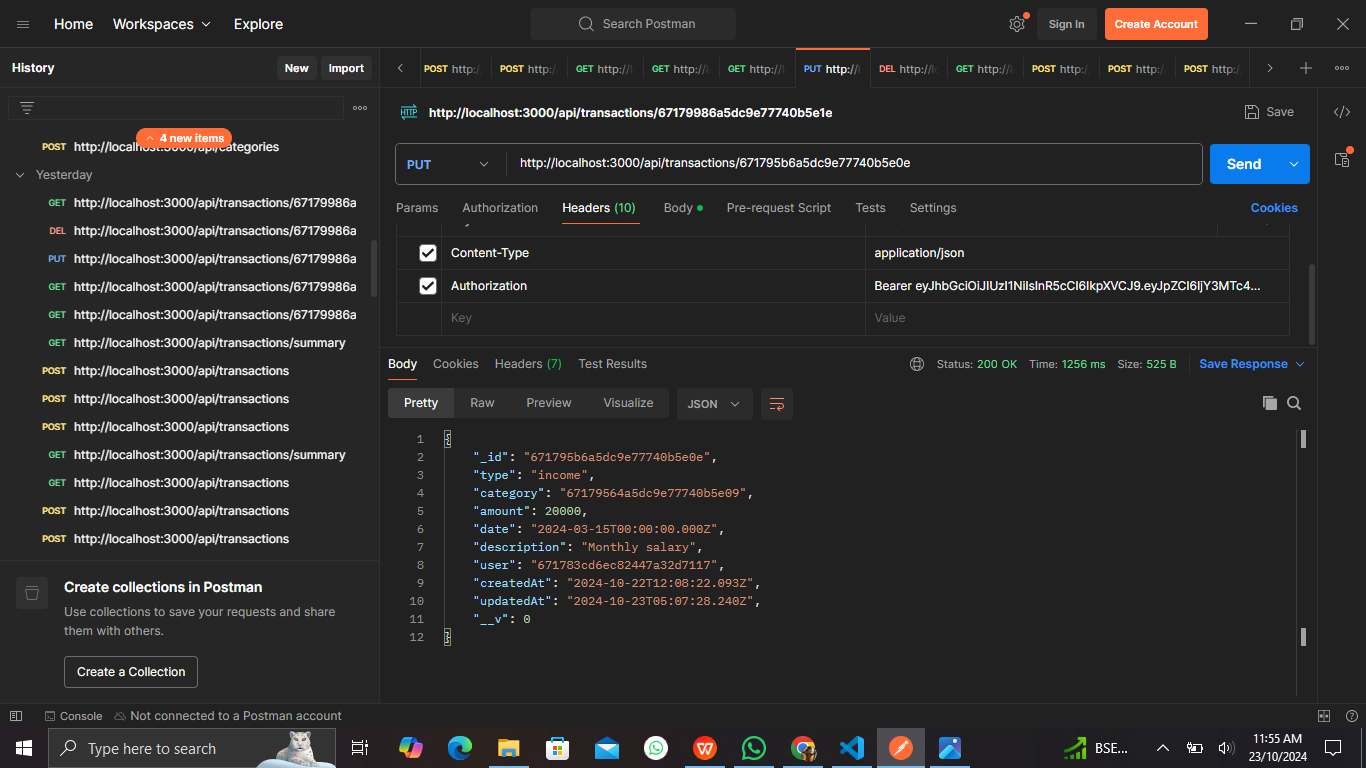 Home Workspaces Explore Search Postman Sign In Create Account
History New Import
POST http:/ POST http:/ GET http://l GET http://l GET http://l PUT http://l DEL http://lo GET http://l POST http:/ POST http:/ POST http:/
4 new items
POST http://localhost:3000/api/categories
Yesterday
GET http://localhost:3000/api/transactions/67179986a
DEL http://localhost:3000/api/transactions/67179986a
PUT http://localhost:3000/api/transactions/67179986a
GET http://localhost:3000/api/transactions/67179986a
GET http://localhost:3000/api/transactions/67179986a
GET http://localhost:3000/api/transactions/summary
POST http://localhost:3000/api/transactions
POST http://localhost:3000/api/transactions
POST http://localhost:3000/api/transactions
GET http://localhost:3000/api/transactions/summary
GET http://localhost:3000/api/transactions
POST http://localhost:3000/api/transactions
POST http://localhost:3000/api/transactions
Create collections in Postman
Use collections to save your requests and share
them with others.
Create a Collection
HTTP http://localhost:3000/api/transactions/67179986a5dc9e77740b5e1e Save
PUT http://localhost:3000/api/transactions/671795b6a5dc9e77740b5e0e Send
Params Authorization Headers (10) Body Pre-request Script Tests Settings Cookies
Content-Type application/json
Authorization Bearer eyJhbGciOiJIUzI1NiIsInR5cCI6IkpXVCJ9.eyJpZCI6IjY3MTc4...
Key Value
Body Cookies Headers (7) Test Results Status: 200 OK Time: 1256 ms Size: 525 B Save Response
Pretty Raw Preview Visualize JSON
1 {
2 "_id": "671795b6a5dc9e77740b5e0e",
3 "type": "income",
4 "category": "67179564a5dc9e77740b5e09",
5 "amount": 20000,
6 "date": "2024-03-15T00:00:00.000Z",
7 "description": "Monthly salary",
8 "user": "671783cd6ec82447a32d7117",
9 "createdAt": "2024-10-22T12:08:22.093Z",
10 "updatedAt": "2024-10-23T05:07:28.240Z",
11 "__v": 0
12 }
Console Not connected to a Postman account
Type here to search BSE... 11:55 AM
23/10/2024